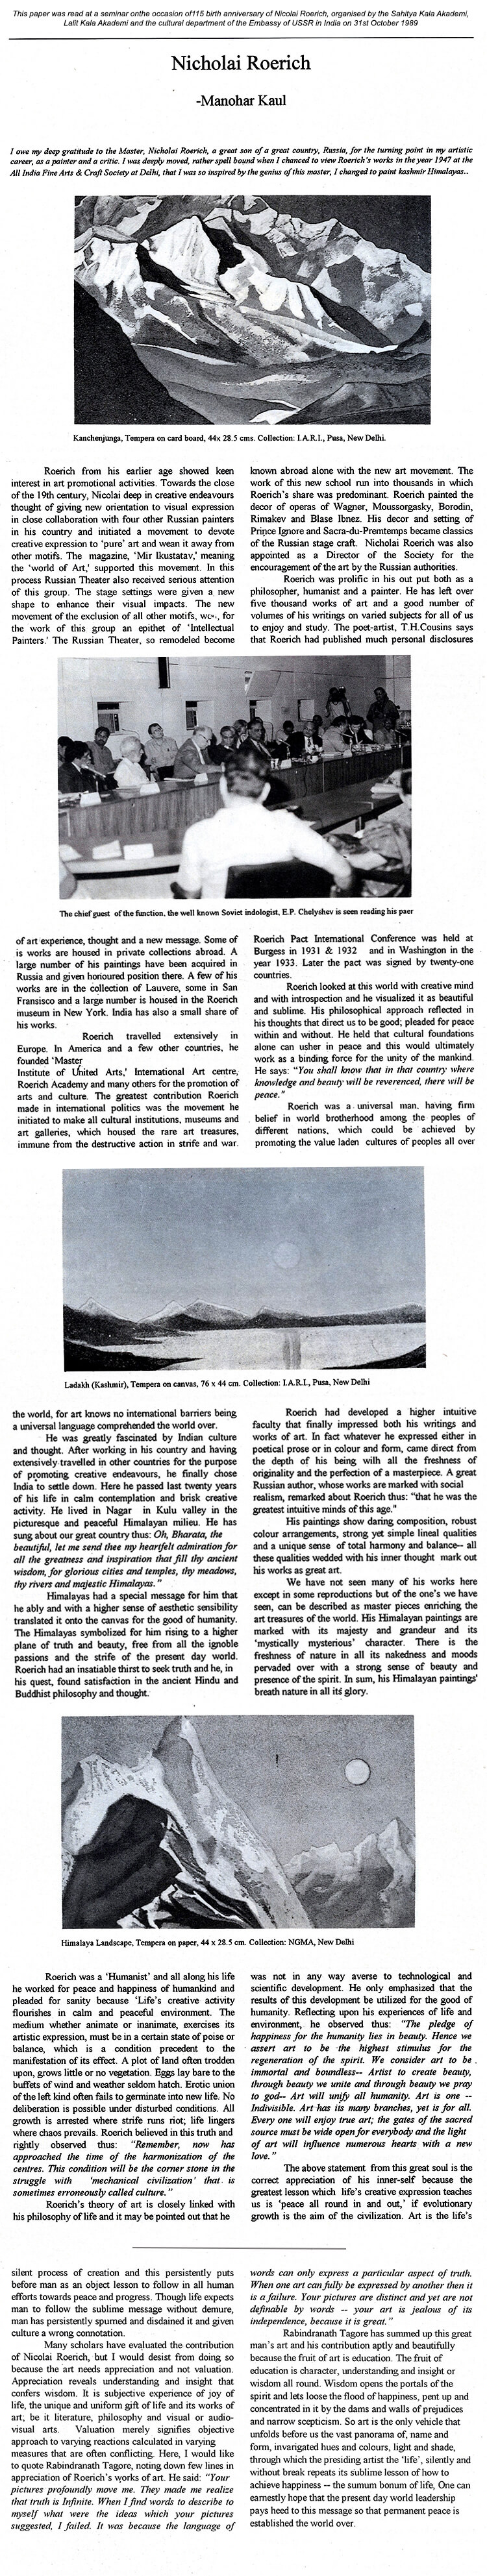 This paper was read at a seminar onthe occasion of115 birth anniversary of Nicolai Roerich, organised by the Sahitya Kala Akademi,
Lalit Kala Akademi and the cultural department of the Embassy of USSR in India on 31st October 1989
Nicholai Roerich
-Manohar Kaul
I owe my deep gratitude to the Master, Nicholai Roerich, a great son of a great country, Russia, for the turning point in my artistic
career, as a painter and a critic. I was deeply moved, rather spell bound when I chanced to view Roerich's works in the year 1947 at the
All India Fine Arts & Craft Society at Delhi, that I was so inspired by the genius of this master, I changed to paint kashmir Himalayas..
Kanchenjunga, Tempera on card board, 44x 28.5 cms. Collection: I.A.R.I., Pusa, New Delhi.
Roerich from his earlier age showed keen
interest in art promotional activities. Towards the close
of the 19th century, Nicolai deep in creative endeavours
thought of giving new orientation to visual expression
in close collaboration with four other Russian painters
in his country and initiated a movement to devote
creative expression to 'pure' art and wean it away from
other motifs. The magazine, 'Mir Ikustatv,' meaning
the 'world of Art,' supported this movement. In this
process Russian Theater also received serious attention
of this group. The stage settings were given a new
shape to enhance their visual impacts. The new
movement of the exclusion of all other motifs, for
the work of this group an epithet of 'Intellectual
Painters.' The Russian Theater, so remodeled become
known abroad alone with the new art movement. The
work of this new school run into thousands in which
Roerich's share was predominant. Roerich painted the
decor of operas of Wagner, Moussorgasky, Borodin,
Rimakev and Blase Ibnez. His decor and setting of
Prince Ignore and Sacra-du-Premtemps became classics
of the Russian stage craft. Nicholai Roerich was also
appointed as a Director of the Society for the
encouragement of the art by the Russian authorities.
Roerich was prolific in his out put both as a
philosopher, humanist and a painter. He has left over
five thousand works of art and a good number of
volumes of his writings on varied subjects for all of us
to enjoy and study. The poet-artist, T.H.Cousins says
that Roerich had published much personal disclosures
The chief guest of the function, the well known Soviet indologist, E.P. Chelyshev is seen reading his paer
of art experience, thought and a new message. Some of
is works are housed in private collections abroad. A
large number of his paintings have been acquired in
Russia and given honoured position there. A few of his
works are in the collection of Lauvere, some in San
Fransisco and a large number is housed in the Roerich
museum in New York. India has also a small share of
his works.
Roerich travelled extensively in
Europe. In America and a few other countries, he
founded 'Master
Institute of United Arts,' International Art centre,
Roerich Academy and many others for the promotion of
arts and culture. The greatest contribution Roerich
made in international politics was the movement he
initiated to make all cultural institutions, museums and
art galleries, which housed the rare art treasures,
immune from the destructive action in strife and war.
Roerich Pact International Conference was held at
Burgess in 1931 & 1932 and in Washington in the
year 1933. Later the pact was signed by twenty-one
countries.
Roerich looked at this world with creative mind
and with introspection and he visualized it as beautiful
and sublime. His philosophical approach reflected in
his thoughts that direct us to be good; pleaded for peace
within and without. He held that cultural foundations
alone can usher in peace and this would ultimately
work as a binding force for the unity of the mankind.
He says: "You shall know that in that country where
knowledge and beauty will be reverenced, there will be
peace."
Roerich was a universal man, having firm
belief in world brotherhood among the peoples of
different nations, which could be achieved by
promoting the value laden cultures of peoples all over
Ladakh (Kashmir), Tempera on canvas, 76 x 44 cm. Collection: I.A.R.I., Pusa, New Delhi
the world, for art knows no international barriers being
a universal language comprehended the world over.
He was greatly fascinated by Indian culture
and thought. After working in his country and having
extensively travelled in other countries for the purpose
of promoting creative endeavours, he finally chose
India to settle down. Here he passed last twenty years
of his life in calm contemplation and brisk creative
activity. He lived in Nagar in Kulu valley in the
picturesque and peaceful Himalayan milieu. He has
sung about our great country thus: Oh, Bharata, the
beautiful, let me send thee my heartfelt admiration for
all the greatness and inspiration that fill thy ancient
wisdom, for glorious cities and temples, thy meadows,
thy rivers and majestic Himalayas."
Himalayas had a special message for him that
he ably and with a higher sense of aesthetic sensibility
translated it onto the canvas for the good of humanity.
The Himalayas symbolized for him rising to a higher
plane of truth and beauty, free from all the ignoble
passions and the strife of the present day world.
Roerich had an insatiable thirst to seek truth and he, in
his quest, found satisfaction in the ancient Hindu and
Buddhist philosophy and thought.
Roerich had developed a higher intuitive
faculty that finally impressed both his writings and
works of art. In fact whatever he expressed either in
poetical prose or in colour and form, came direct from
the depth of his being with all the freshness of
originality and the perfection of a masterpiece. A great
Russian author, whose works are marked with social
realism, remarked about Roerich thus: "that he was the
greatest intuitive minds of this age."
His paintings show daring composition, robust
colour arrangements, strong yet simple lineal qualities
and a unique sense of total harmony and balance-- all
these qualities wedded with his inner thought mark out
his works as great art.
We have not seen many of his works here
except in some reproductions but of the one's we have
seen, can be described as master pieces enriching the
art treasures of the world. His Himalayan paintings are
marked with its majesty and grandeur and its
'mystically mysterious' character. There is the
freshness of nature in all its nakedness and moods
pervaded over with a strong sense of beauty and
presence of the spirit. In sum, his Himalayan paintings'
breath nature in all its glory.
Himalaya Landscape, Tempera on paper, 44 x 28.5 cm. Collection: NGMA, New Delhi
Roerich was a 'Humanist' and all along his life
he worked for peace and happiness of humankind and
pleaded for sanity because 'Life's creative activity
flourishes in calm and peaceful environment. The
medium whether animate or inanimate, exercises its
artistic expression, must be in a certain state of poise or
balance, which is a condition precedent to the
manifestation of its effect. A plot of land often trodden
upon, grows little or no vegetation. Eggs lay bare to the
buffets of wind and weather seldom hatch. Erotic union
of the left kind often fails to germinate into new life. No
deliberation is possible under disturbed conditions. All
growth is arrested where strife runs riot; life lingers
where chaos prevails. Roerich believed in this truth and
rightly observed thus: "Remember, now has
approached the time of the harmonization of the
centres. This condition will be the corner stone in the
struggle with 'mechanical civilization' that is
sometimes erroneously called culture."
Roerich's theory of art is closely linked with
his philosophy of life and it may be pointed out that he
was not in any way averse to technological and
scientific development. He only emphasized that the
results of this development be utilized for the good of
humanity. Reflecting upon his experiences of life and
environment, he observed thus: "The pledge of
happiness for the humanity lies in beauty. Hence we
assert art to be the highest stimulus for the
regeneration of the spirit. We consider art to be
immortal and boundless-- Artist to create beauty,
through beauty we unite and through beauty we pray
to god-- Art will unify all humanity. Art is one --
Indivisible. Art has its many branches, yet is for all.
Every one will enjoy true art; the gates of the sacred
source must be wide open for everybody and the light
of art will influence numerous hearts with a new
love."
The above statement from this great soul is the
correct appreciation of his inner-self because the
greatest lesson which life's creative expression teaches
us is 'peace all round in and out,' if evolutionary
growth is the aim of the civilization. Art is the life's
silent process of creation and this persistently puts
before man as an object lesson to follow in all human
efforts towards peace and progress. Though life expects
man to follow the sublime message without demure,
man has persistently spurned and disdained it and given
culture a wrong connotation.
Many scholars have evaluated the contribution
of Nicolai Roerich, but I would desist from doing so
because the art needs appreciation and not valuation.
Appreciation reveals understanding and insight that
confers wisdom. It is subjective experience of joy of
life, the unique and uniform gift of life and its works of
art; be it literature, philosophy and visual or audio-
visual arts. Valuation merely signifies objective
approach to varying reactions calculated in varying
measures that are often conflicting. Here, I would like
to quote Rabindranath Tagore, noting down few lines in
appreciation of Roerich's works of art. He said: "Your
pictures profoundly move me. They made me realize
that truth is Infinite. When I find words to describe to
myself what were the ideas which your pictures
suggested, I failed. It was because the language of
words can only express a particular aspect of truth.
When one art can fully be expressed by another then it
is a failure. Your pictures are distinct and yet are not
definable by words -- your art is jealous of its
independence, because it is great."
Rabindranath Tagore has summed up this great
man's art and his contribution aptly and beautifully
because the fruit of art is education. The fruit of
education is character, understanding and insight or
wisdom all round. Wisdom opens the portals of the
spirit and lets loose the flood of happiness, pent up and
concentrated in it by the dams and walls of prejudices
and narrow scepticism. So art is the only vehicle that
unfolds before us the vast panorama of, name and
form, invarigated hues and colours, light and shade,
through which the presiding artist the 'life', silently and
without break repeats its sublime lesson of how to
achieve happiness -- the sumum bonum of life, One can
earnestly hope that the present day world leadership
pays heed to this message so that permanent peace is
established the world over.